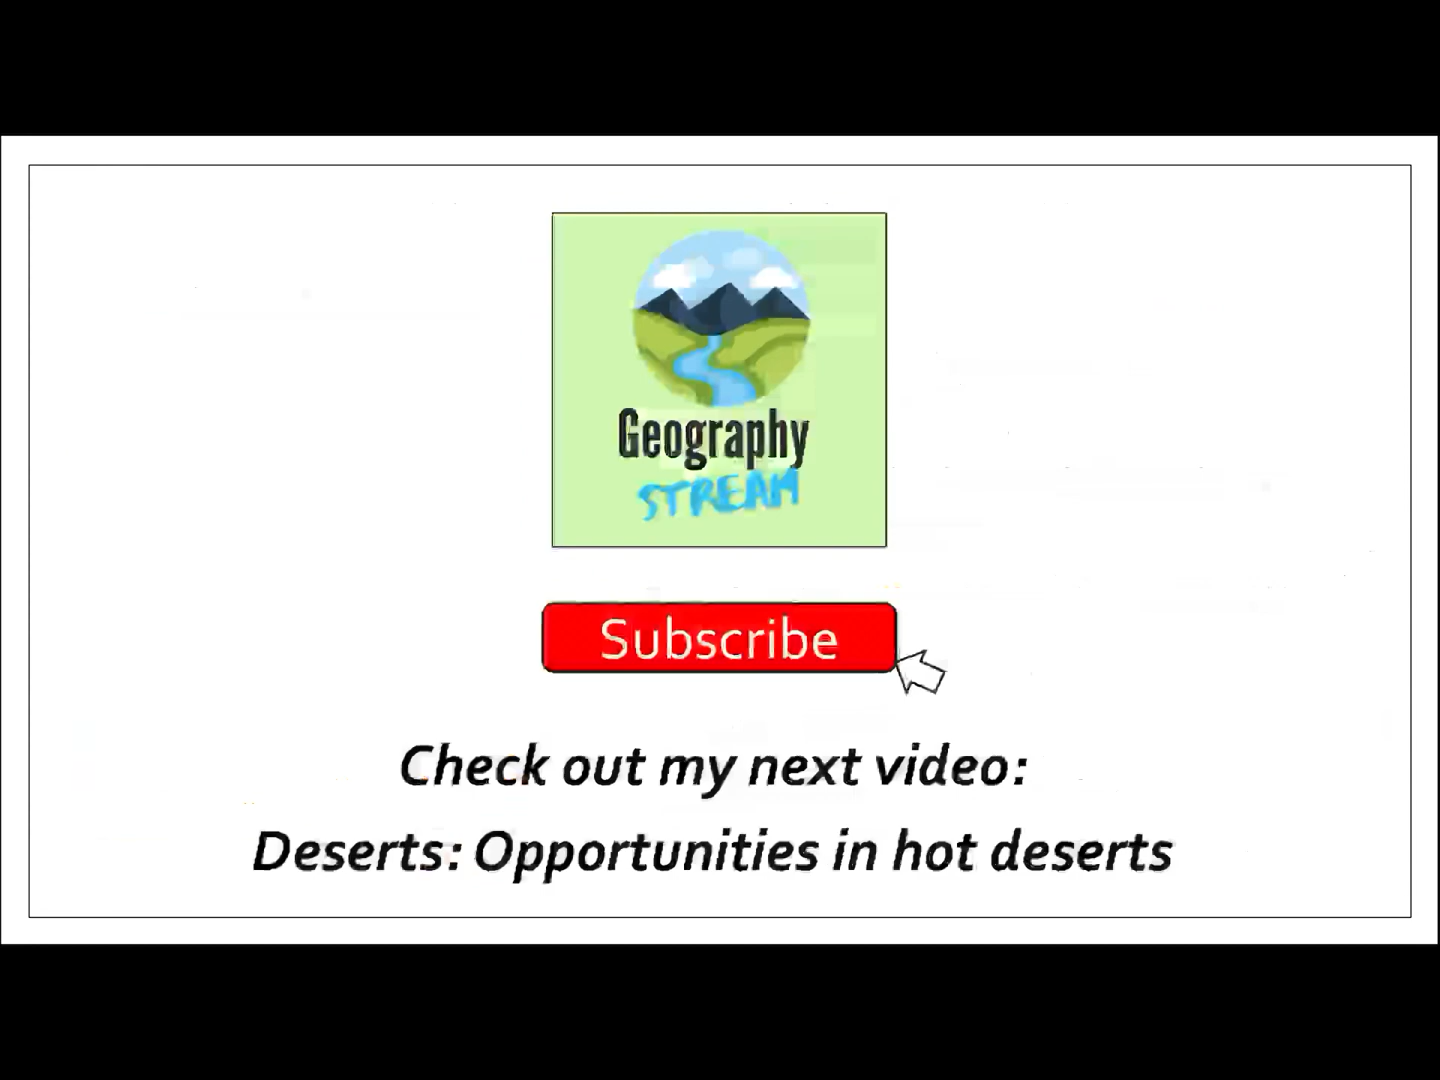 Geography
STREAM
Subscribe
Check out my next video:
Deserts: Opportunities in hot deserts